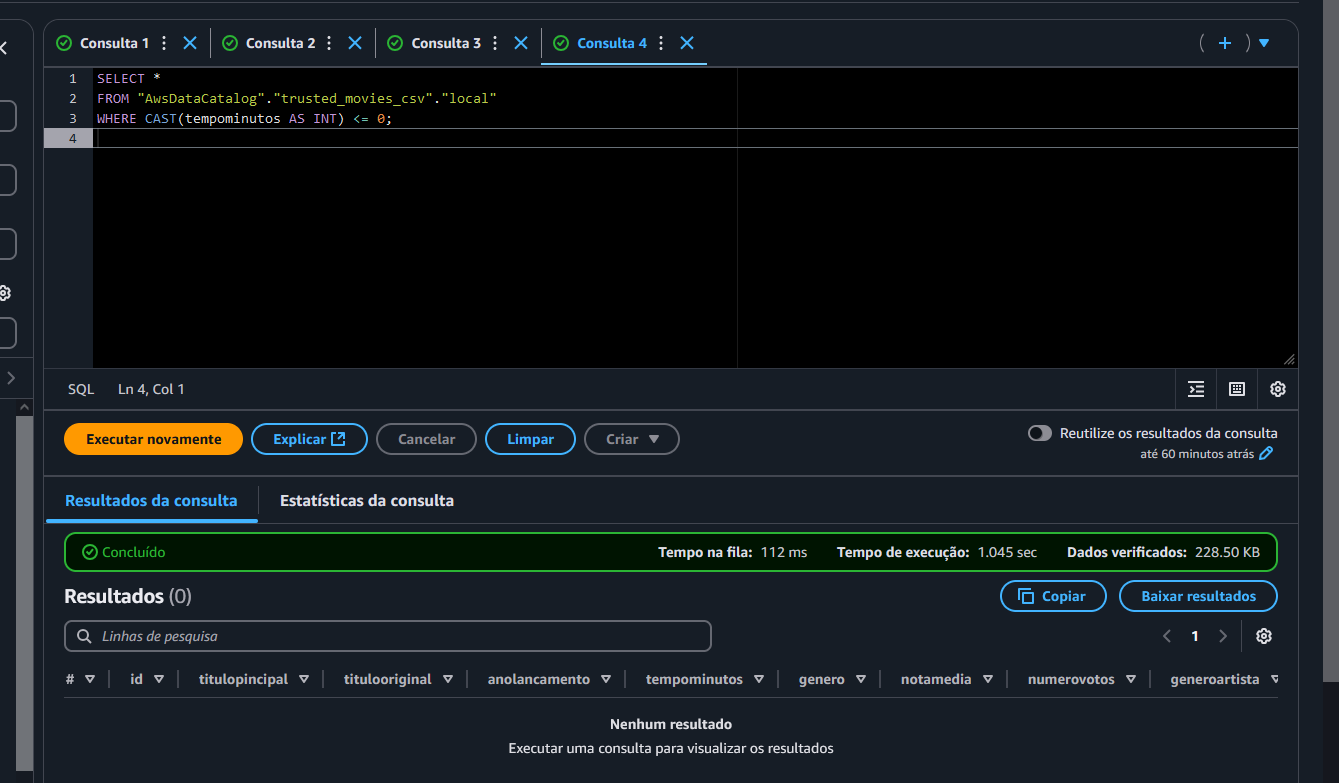 Consulta 1 Consulta 2 Consulta 3 Consulta 4
1 SELECT *
2 FROM "AwsDataCatalog"."trusted_movies_csv"."local"
3 WHERE CAST(tempominutos AS INT) <= 0;
4
SQL Ln 4, Col 1
Executar novamente Explicar Cancelar Limpar Criar Reutilize os resultados da consulta
até 60 minutos atrás
Resultados da consulta Estatísticas da consulta
Concluído Tempo na fila: 112 ms Tempo de execução: 1.045 sec Dados verificados: 228.50 KB
Resultados (0) Copiar Baixar resultados
Linhas de pesquisa 1
# id titulopincipal titulooriginal anolancamento tempominutos genero notamedia numerovotos generoartista
Nenhum resultado
Executar uma consulta para visualizar os resultados